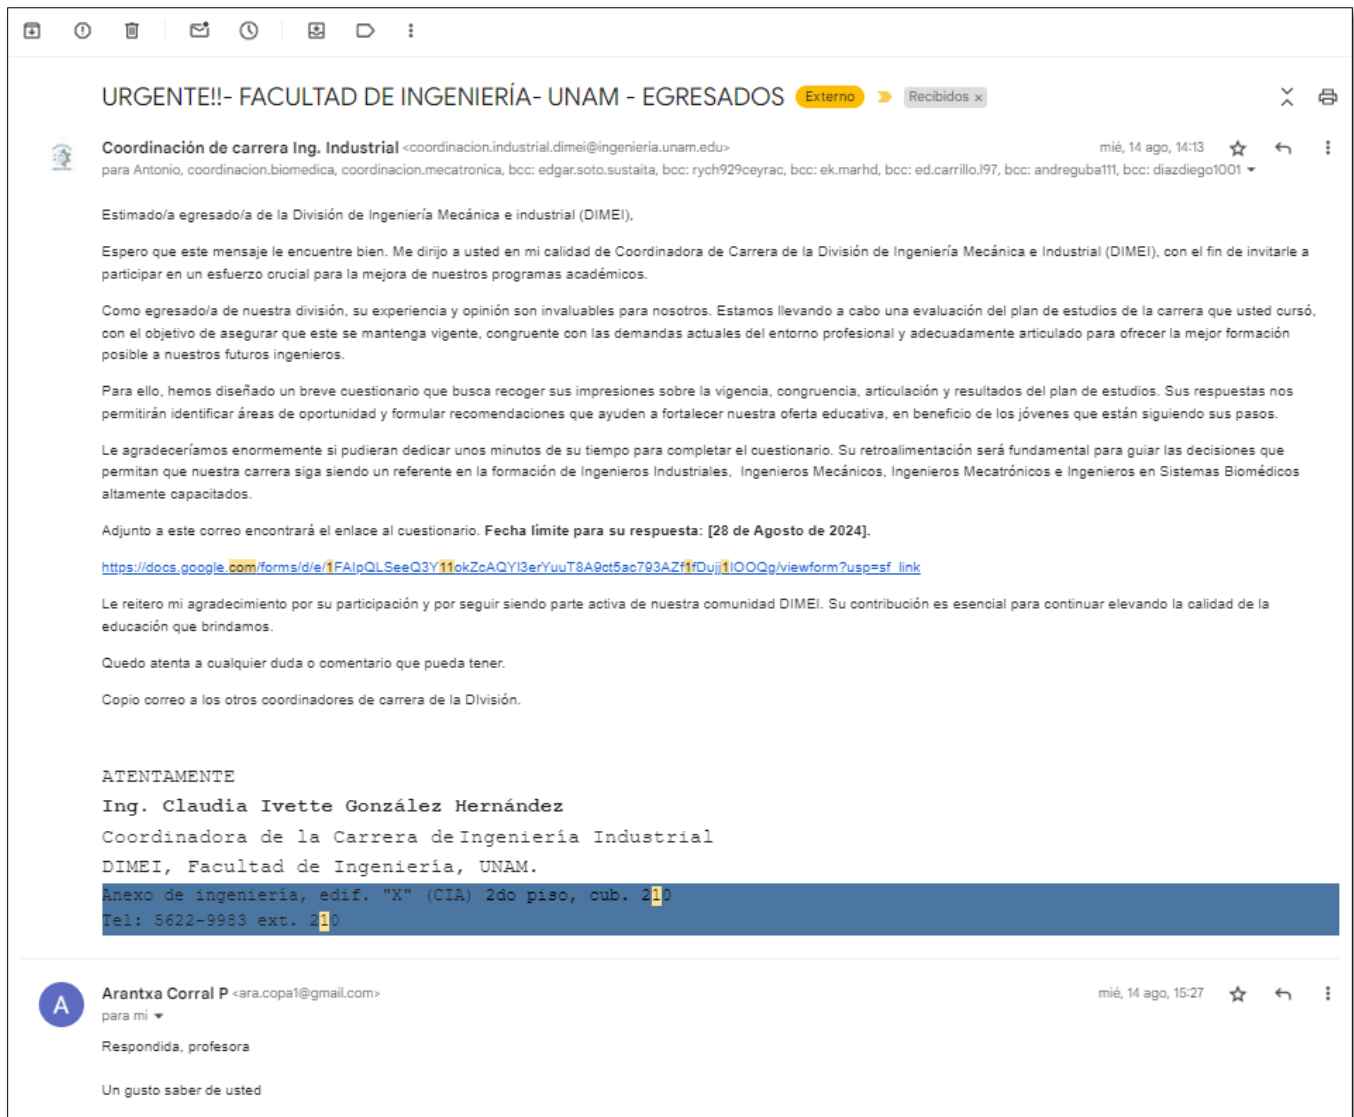 URGENTE!!- FACULTAD DE INGENIERÍA- UNAM - EGRESADOS Externo Recibidos x
Coordinación de carrera Ing. Industrial <coordinacion.industrial.dimei@ingenieria.unam.edu> mié, 14 ago, 14:13
para Antonio, coordinacion.biomedica, coordinacion.mecatronica, bcc: edgar.soto.sustaita, bcc: rych929ceyrac, bcc: ek.marhd, bcc: ed.carrillo.l97, bcc: andreguba111, bcc: diazdiego1001
Estimado/a egresado/a de la División de Ingeniería Mecánica e industrial (DIMEI),
Espero que este mensaje le encuentre bien. Me dirijo a usted en mi calidad de Coordinadora de Carrera de la División de Ingeniería Mecánica e Industrial (DIMEI), con el fin de invitarle a
participar en un esfuerzo crucial para la mejora de nuestros programas académicos.
Como egresado/a de nuestra división, su experiencia y opinión son invaluables para nosotros. Estamos llevando a cabo una evaluación del plan de estudios de la carrera que usted cursó,
con el objetivo de asegurar que este se mantenga vigente, congruente con las demandas actuales del entorno profesional y adecuadamente articulado para ofrecer la mejor formación
posible a nuestros futuros ingenieros.
Para ello, hemos diseñado un breve cuestionario que busca recoger sus impresiones sobre la vigencia, congruencia, articulación y resultados del plan de estudios. Sus respuestas nos
permitirán identificar áreas de oportunidad y formular recomendaciones que ayuden a fortalecer nuestra oferta educativa, en beneficio de los jóvenes que están siguiendo sus pasos.
Le agradeceríamos enormemente si pudieran dedicar unos minutos de su tiempo para completar el cuestionario. Su retroalimentación será fundamental para guiar las decisiones que
permitan que nuestra carrera siga siendo un referente en la formación de Ingenieros Industriales, Ingenieros Mecánicos, Ingenieros Mecatrónicos e Ingenieros en Sistemas Biomédicos
altamente capacitados.
Adjunto a este correo encontrará el enlace al cuestionario. Fecha límite para su respuesta: [28 de Agosto de 2024].
https://docs.google.com/forms/d/e/1FAIpQLSeeQ3Y11okZcAQYI3erYuuT8A9ct5ac793AZf1fDujj1IOOQg/viewform?usp=sf_link
Le reitero mi agradecimiento por su participación y por seguir siendo parte activa de nuestra comunidad DIMEI. Su contribución es esencial para continuar elevando la calidad de la
educación que brindamos.
Quedo atenta a cualquier duda o comentario que pueda tener.
Copio correo a los otros coordinadores de carrera de la DIvisión.
ATENTAMENTE
Ing. Claudia Ivette González Hernández
Coordinadora de la Carrera de Ingeniería Industrial
DIMEI, Facultad de Ingeniería, UNAM.
Anexo de ingeniería, edif. "X" (CIA) 2do piso, cub. 210
Tel: 5622-9983 ext. 210
A
Arantxa Corral P <ara.copa1@gmail.com> mié, 14 ago, 15:27
para mi
Respondida, profesora
Un gusto saber de usted